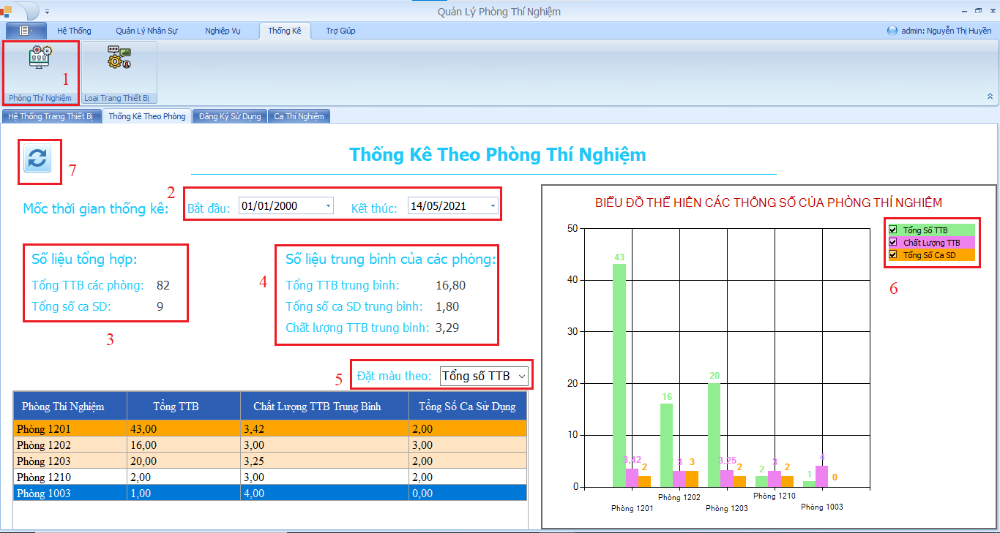 Quản Lý Phòng Thí Nghiệm
Hệ Thống Quản Lý Nhân Sự Nghiệp Vụ Thống Kê Trợ Giúp admin: Nguyễn Thị Huyền
1
Phòng Thí Nghiệm Loại Trang Thiết Bị
Hệ Thống Trang Thiết Bị Thống Kê Theo Phòng Đăng Ký Sử Dụng Ca Thí Nghiệm
7
Thống Kê Theo Phòng Thí Nghiệm
2
Mốc thời gian thống kê: Bắt đầu: 01/01/2000 Kết thúc: 14/05/2021
Số liệu tổng hợp:
Tổng TTB các phòng: 82
Tổng số ca SD: 9
3
4
Số liệu trung bình của các phòng:
Tổng TTB trung bình: 16,80
Tổng số ca SD trung bình: 1,80
Chất lượng TTB trung bình: 3,29
5
Đặt màu theo: Tổng số TTB
Phòng Thí Nghiệm Tổng TTB Chất Lượng TTB Trung Bình Tổng Số Ca Sử Dụng
Phòng 1201 43,00 3,42 2,00
Phòng 1202 16,00 3,00 3,00
Phòng 1203 20,00 3,25 2,00
Phòng 1210 2,00 3,00 2,00
Phòng 1003 1,00 4,00 0,00
BIỂU ĐỒ THỂ HIỆN CÁC THÔNG SỐ CỦA PHÒNG THÍ NGHIỆM
Tổng Số TTB
Chất Lượng TTB
Tổng Số Ca SD
6
50
40
30
20
10
0
43 3,42 2
16 3 3
20 3,25 2
2 3 2
1 4 0
Phòng 1201
Phòng 1202
Phòng 1203
Phòng 1210
Phòng 1003